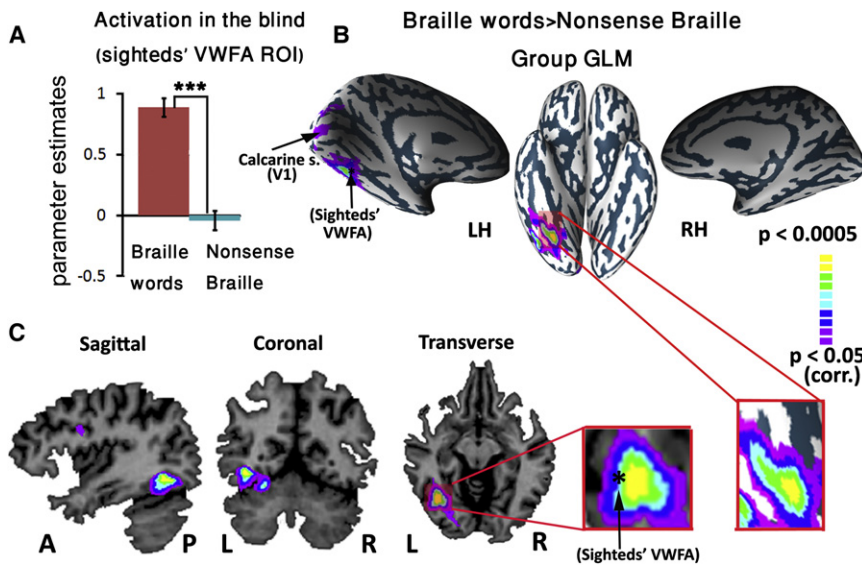 A
Activation in the blind
(sighteds' VWFA ROI)
***
parameter estimates
1
0.5
0
-0.5
Braille words
Nonsense Braille
B
Braille words>Nonsense Braille
Group GLM
Calcarine s.
(V1)
(Sighteds'
VWFA)
LH
RH
p < 0.0005
p < 0.05
(corr.)
C
Sagittal
Coronal
Transverse
A
P
L
R
L
R
*
(Sighteds' VWFA)